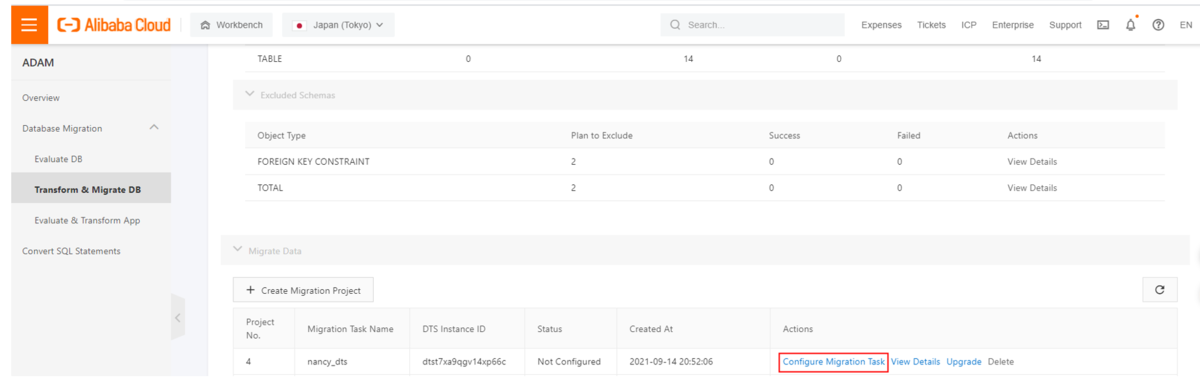 Alibaba Cloud Workbench Japan (Tokyo) Search... Expenses Tickets ICP Enterprise Support EN
ADAM
TABLE 0 14 0 14
Overview
Excluded Schemas
Database Migration
Object Type Plan to Exclude Success Failed Actions
Evaluate DB
FOREIGN KEY CONSTRAINT 2 0 0 View Details
Transform & Migrate DB
TOTAL 2 0 0 View Details
Evaluate & Transform App
Convert SQL Statements
Migrate Data
+ Create Migration Project
Project No. Migration Task Name DTS Instance ID Status Created At Actions
4 nancy_dts dtst7xa9qgv14xp66c Not Configured 2021-09-14 20:52:06 Configure Migration Task View Details Upgrade Delete